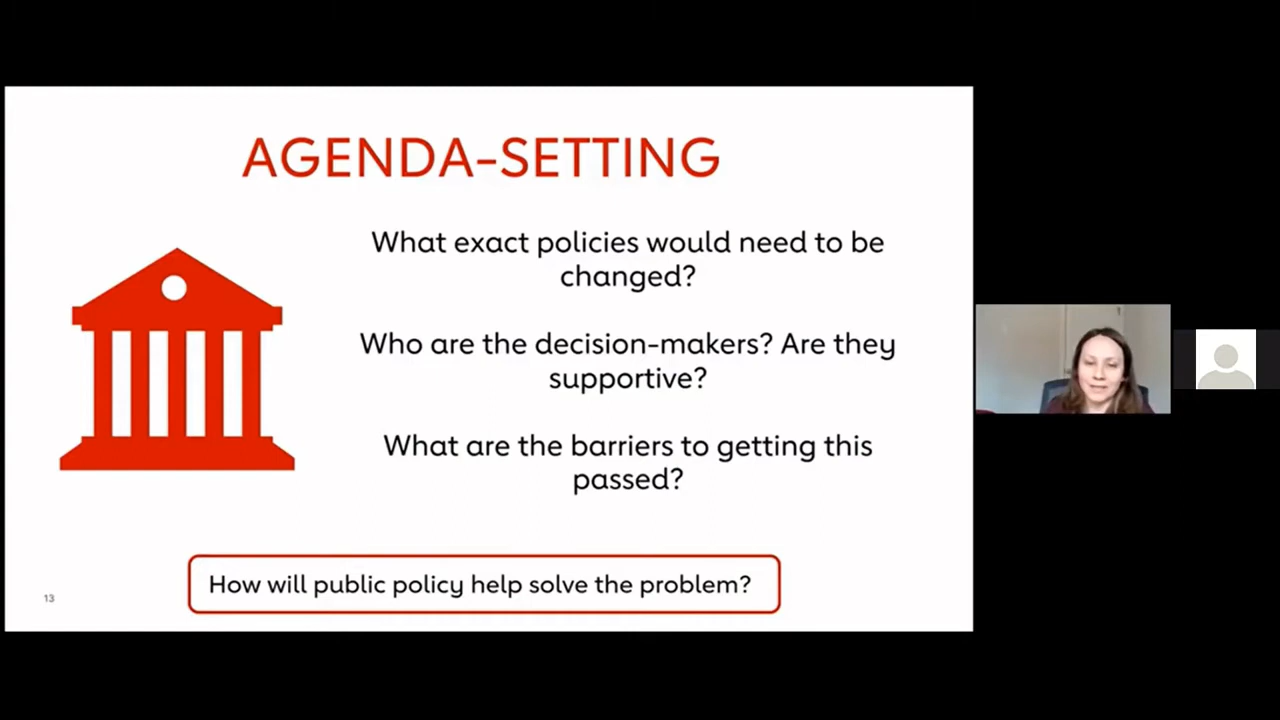 AGENDA-SETTING
What exact policies would need to be
changed?
Who are the decision-makers? Are they
supportive?
What are the barriers to getting this
passed?
How will public policy help solve the problem?
13